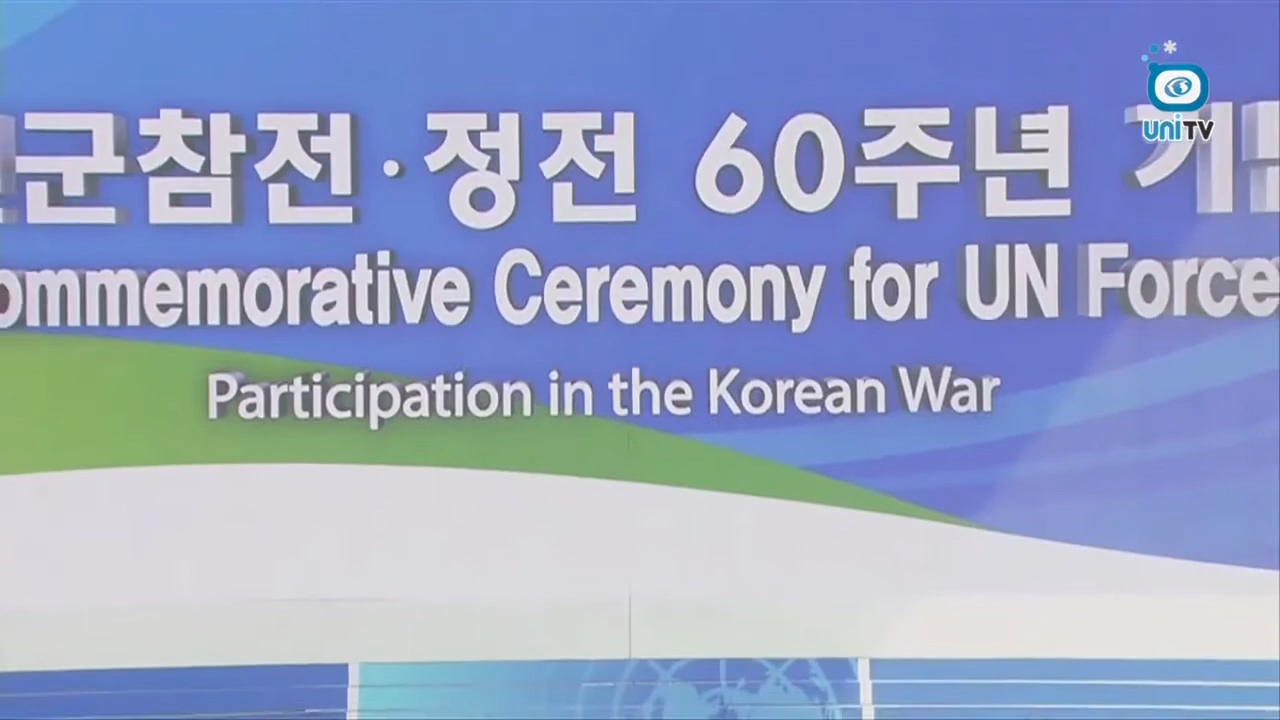 군참전·정전 60주년
UNiTV
ommemorative Ceremony for UN Force
Participation in the Korean War